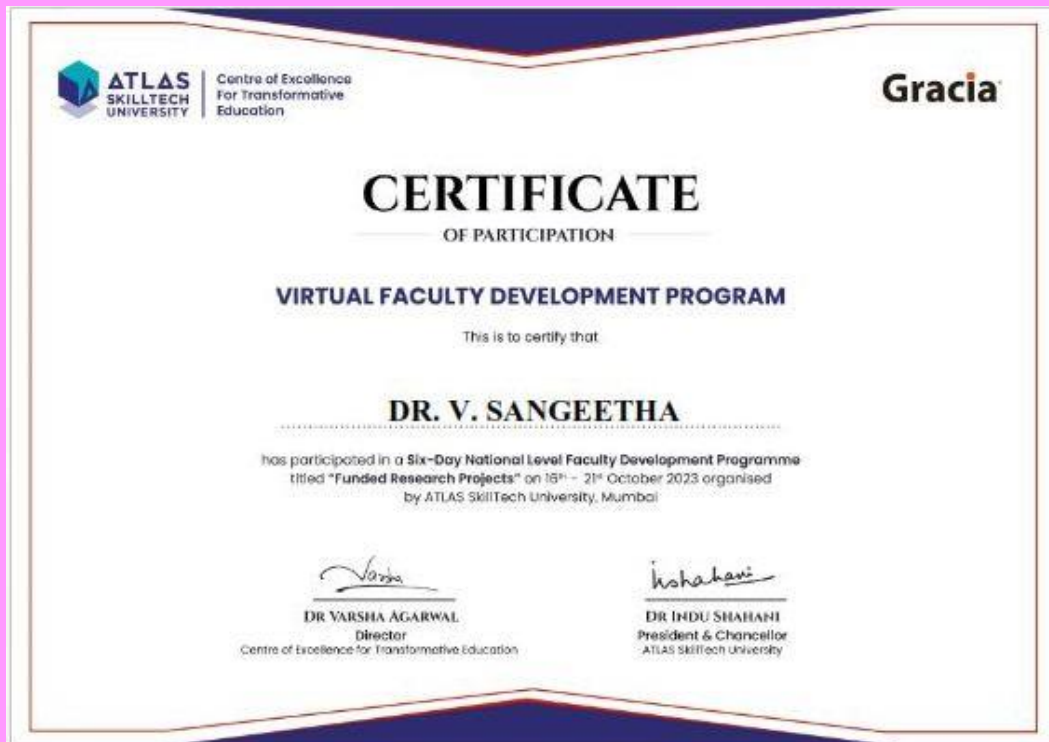 ATLAS
SKILLTECH
UNIVERSITY
Centre of Excellence
For Transformative
Education
Gracia
CERTIFICATE
OF PARTICIPATION
VIRTUAL FACULTY DEVELOPMENT PROGRAM
This is to certify that
DR. V. SANGEETHA
has participated in a Six-Day National Level Faculty Development Programme
titled "Funded Research Projects" on 16th - 21st October 2023 organised
by ATLAS SkillTech University, Mumbai
Varsha
DR VARSHA AGARWAL
Director
Centre of Excellence for Transformative Education
Irshahani
DR INDU SHAHANI
President & Chancellor
ATLAS SkillTech University